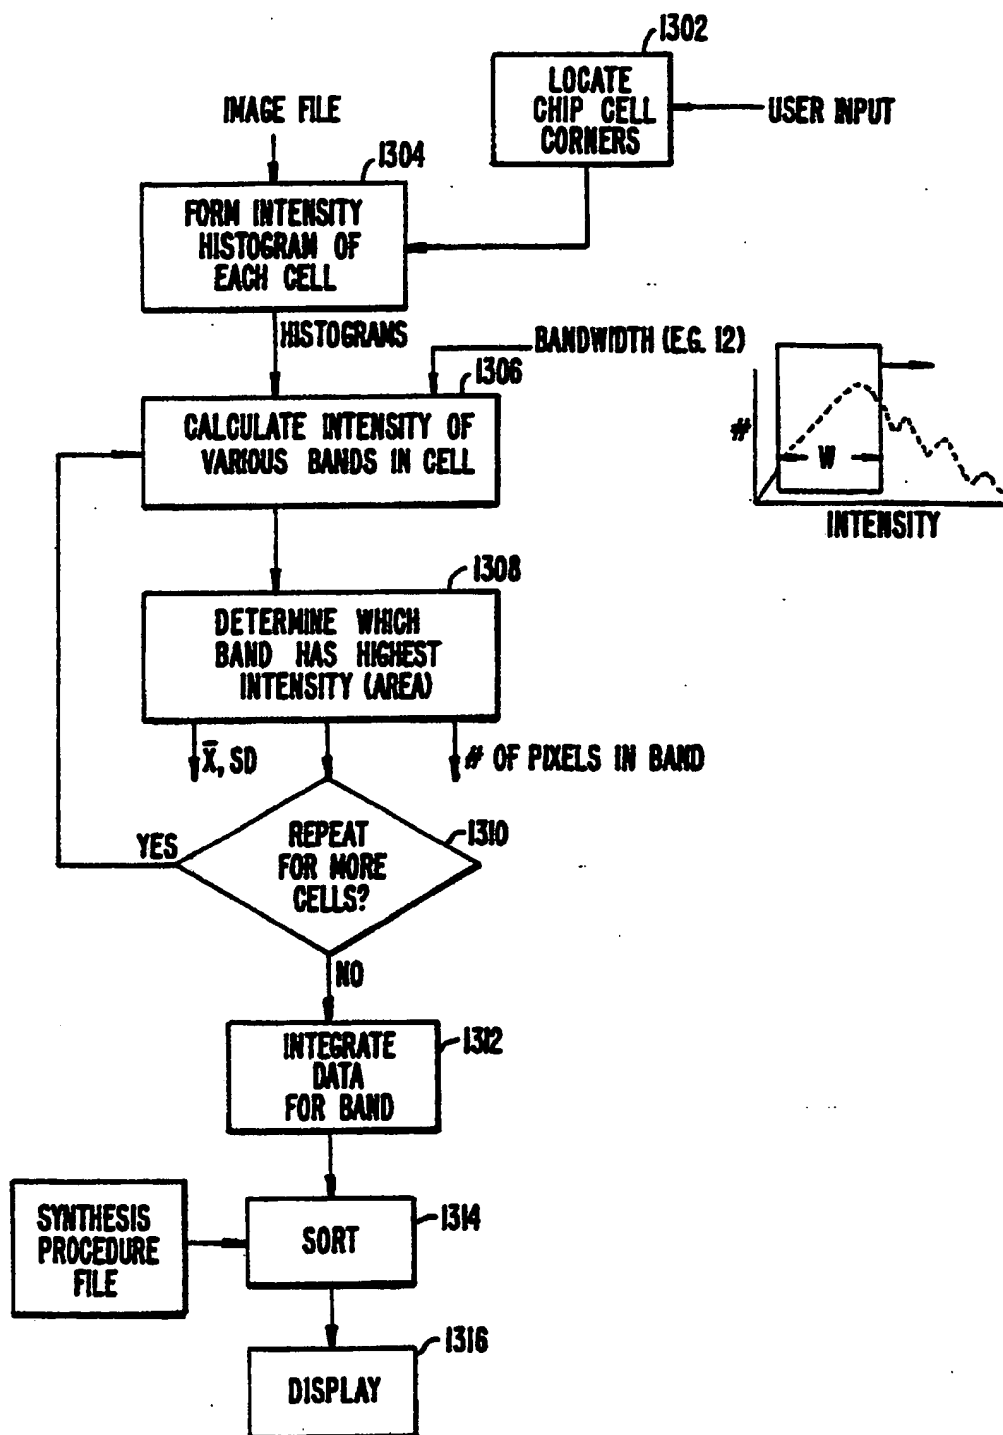 1302
LOCATE
CHIP CELL
CORNERS
USER INPUT
IMAGE FILE
1304
FORM INTENSITY
HISTOGRAM OF
EACH CELL
HISTOGRAMS
BANDWIDTH (E.G. 12)
1306
CALCULATE INTENSITY OF
VARIOUS BANDS IN CELL
#
W
INTENSITY
1308
DETERMINE WHICH
BAND HAS HIGHEST
INTENSITY (AREA)
X̅, SD
# OF PIXELS IN BAND
1310
YES
REPEAT
FOR MORE
CELLS?
NO
1312
INTEGRATE
DATA
FOR BAND
SYNTHESIS
PROCEDURE
FILE
1314
SORT
1316
DISPLAY